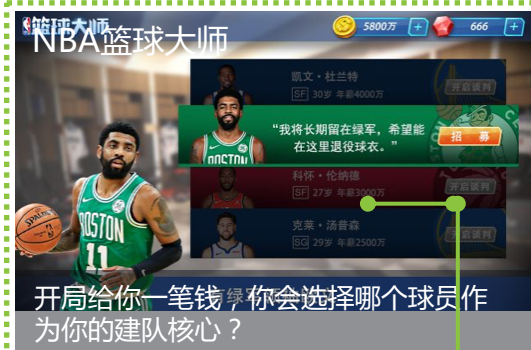 篮球大师
NBA篮球大师
5800万
666
凯文·杜兰特
SF 30岁 年薪4000万
开启谈判
“我将长期留在绿军，希望能
在这里退役球衣。”
招募
BOSTON
科怀·伦纳德
SF 27岁 年薪3000万
开启谈判
克莱·汤普森
SG 29岁 年薪2500万
开启谈判
SPALDING
BOSTON
11
开局给你一笔钱，你会选择哪个球员作
为你的建队核心？